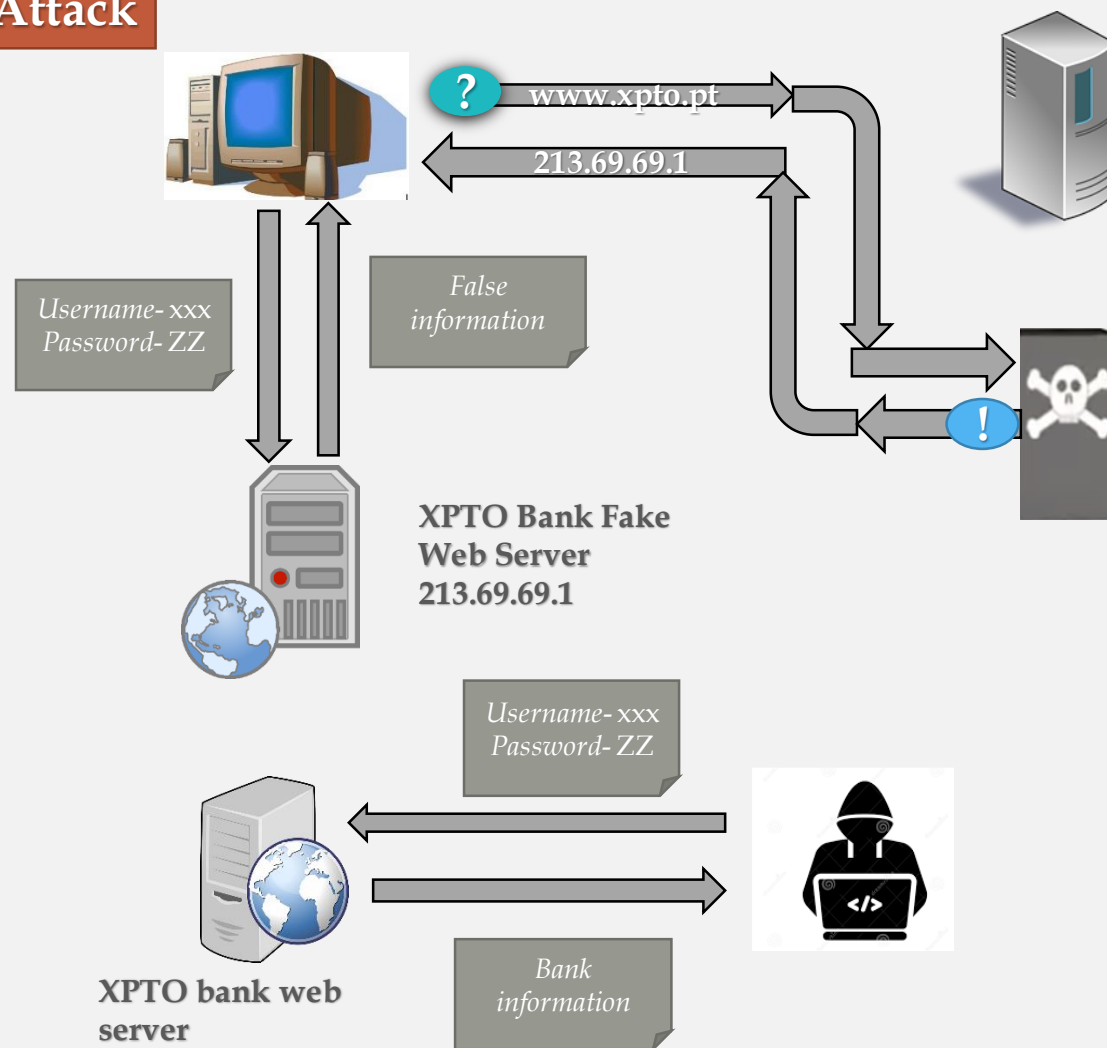 Attack
?
www.xpto.pt
213.69.69.1
Username- xxx
Password- ZZ
False
information
!
XPTO Bank Fake
Web Server
213.69.69.1
Username- xxx
Password- ZZ
</>
XPTO bank web
server
Bank
information